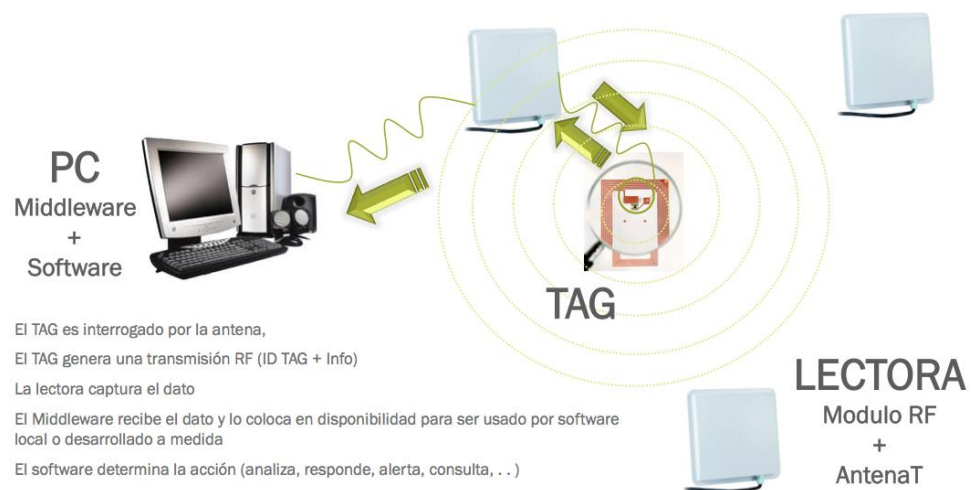 PC
Middleware
+
Software
TAG
El TAG es interrogado por la antena,
El TAG genera una transmisión RF (ID TAG + Info)
La lectora captura el dato
El Middleware recibe el dato y lo coloca en disponibilidad para ser usado por software
local o desarrollado a medida
El software determina la acción (analiza, responde, alerta, consulta, . . )
LECTORA
Modulo RF
+
AntenaT